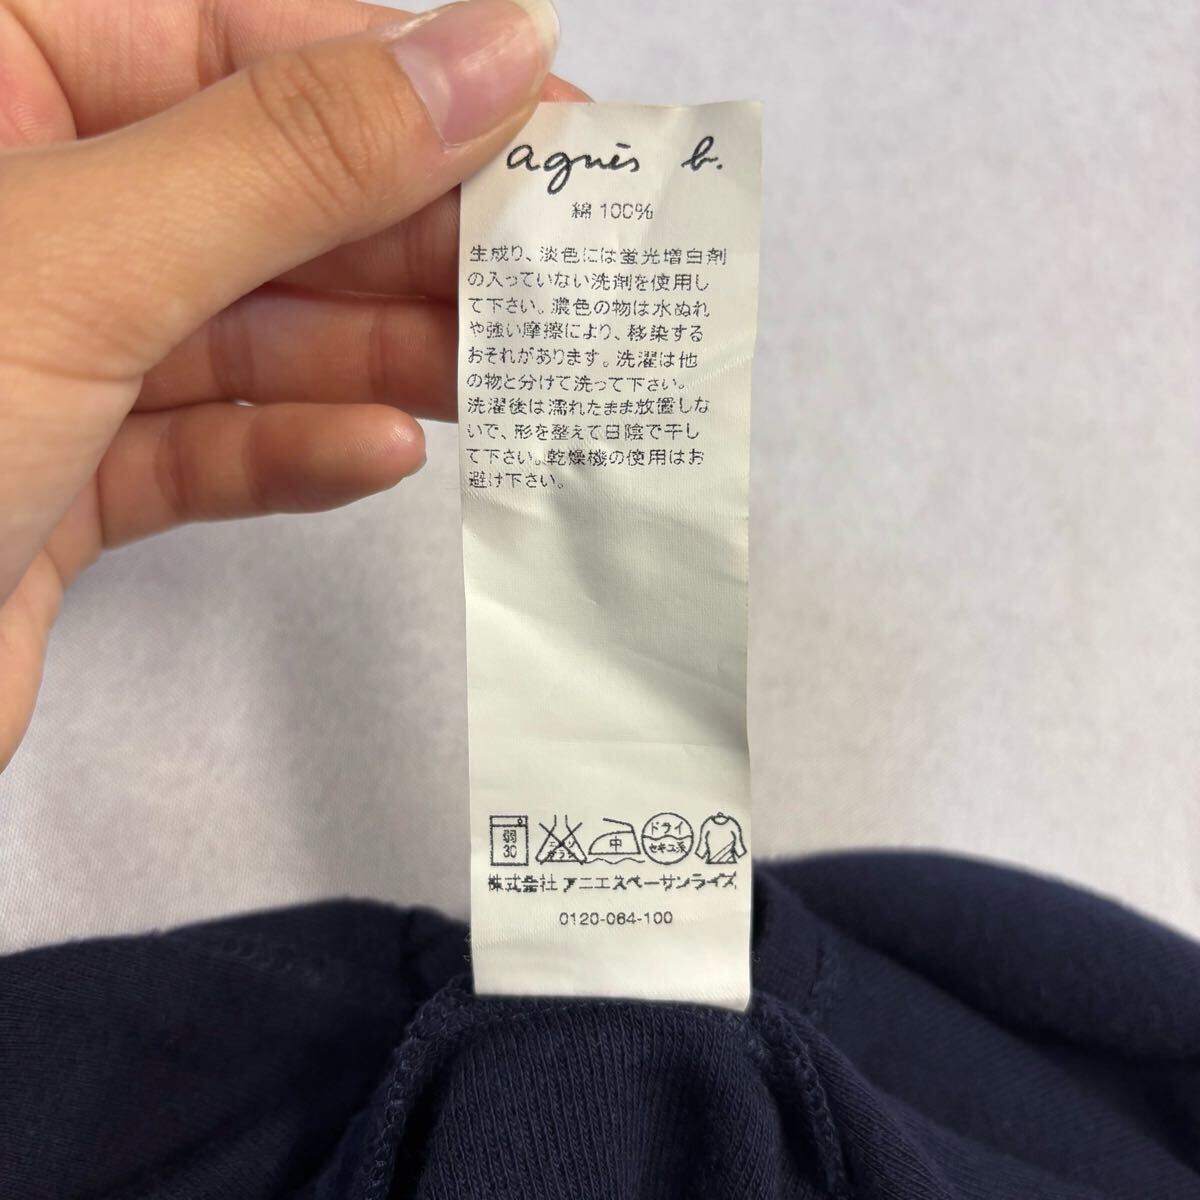 agnès b.
綿 100%
生成り、淡色には蛍光増白剤
の入っていない洗剤を使用し
て下さい。濃色の物は水ぬれ
や強い摩擦により、移染する
おそれがあります。洗濯は他
の物と分けて洗って下さい。
洗濯後は濡れたまま放置しな
いで、形を整えて日陰で干し
て下さい。乾燥機の使用はお
避け下さい。
弱
30
エンソ
サラシ
中
ドライ
セキユ系
株式会社 アニエスベーサンライズ
0120-064-100